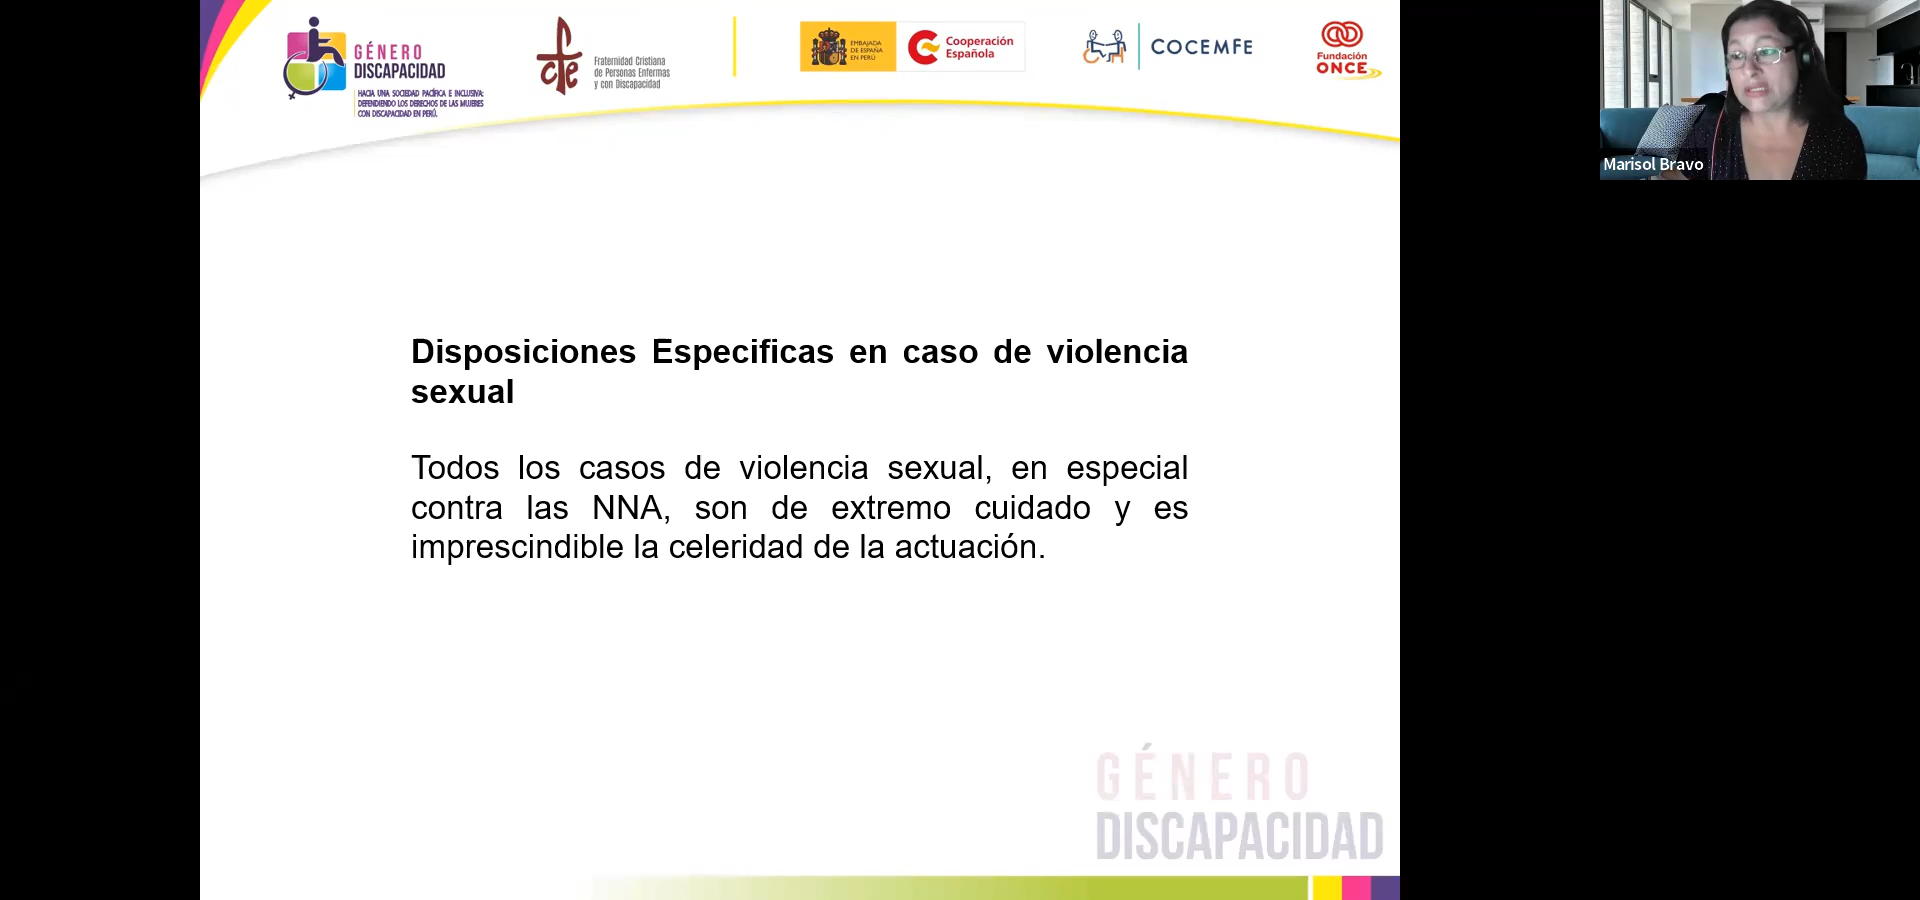 GÉNERO
DISCAPACIDAD
HACIA UNA SOCIEDAD PACÍFICA E INCLUSIVA:
DEFENDIENDO LOS DERECHOS DE LAS MUJERES
CON DISCAPACIDAD EN PERÚ.
cfe
Fraternidad Cristiana
de Personas Enfermas
y con Discapacidad
EMBAJADA
DE ESPAÑA
EN PERÚ
Cooperación
Española
COCEMFE
Fundación
ONCE
Marisol Bravo
Disposiciones Especificas en caso de violencia
sexual
Todos los casos de violencia sexual, en especial
contra las NNA, son de extremo cuidado y es
imprescindible la celeridad de la actuación.
GÉNERO
DISCAPACIDAD